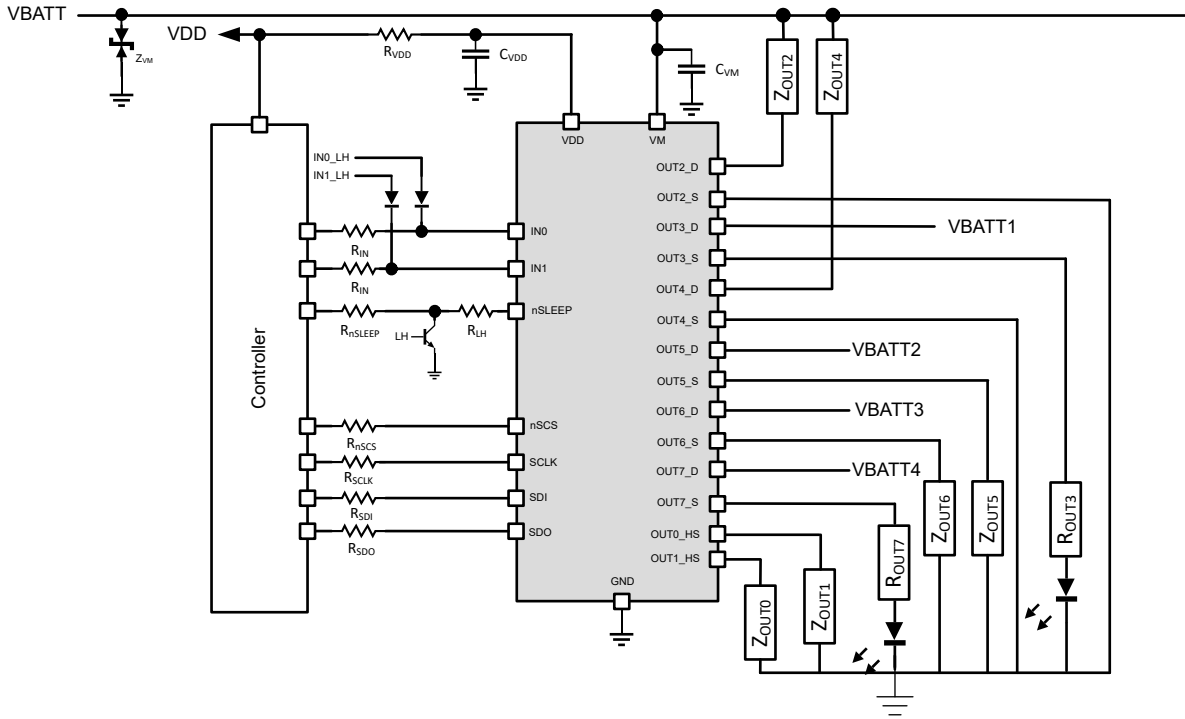 VBATT
VDD
ZVM
RVDD
CVDD
CVM
ZOUT2
ZOUT4
VDD
VM
IN0_LH
IN1_LH
RIN
RIN
RnSLEEP
RLH
LH
Controller
RnSCS
RSCLK
RSDI
RSDO
IN0
IN1
nSLEEP
nSCS
SCLK
SDI
SDO
GND
OUT2_D
OUT2_S
OUT3_D
VBATT1
OUT3_S
OUT4_D
OUT4_S
OUT5_D
VBATT2
OUT5_S
OUT6_D
VBATT3
OUT6_S
OUT7_D
VBATT4
OUT7_S
OUT0_HS
OUT1_HS
ZOUT0
ZOUT1
ROUT7
ZOUT6
ZOUT5
ROUT3